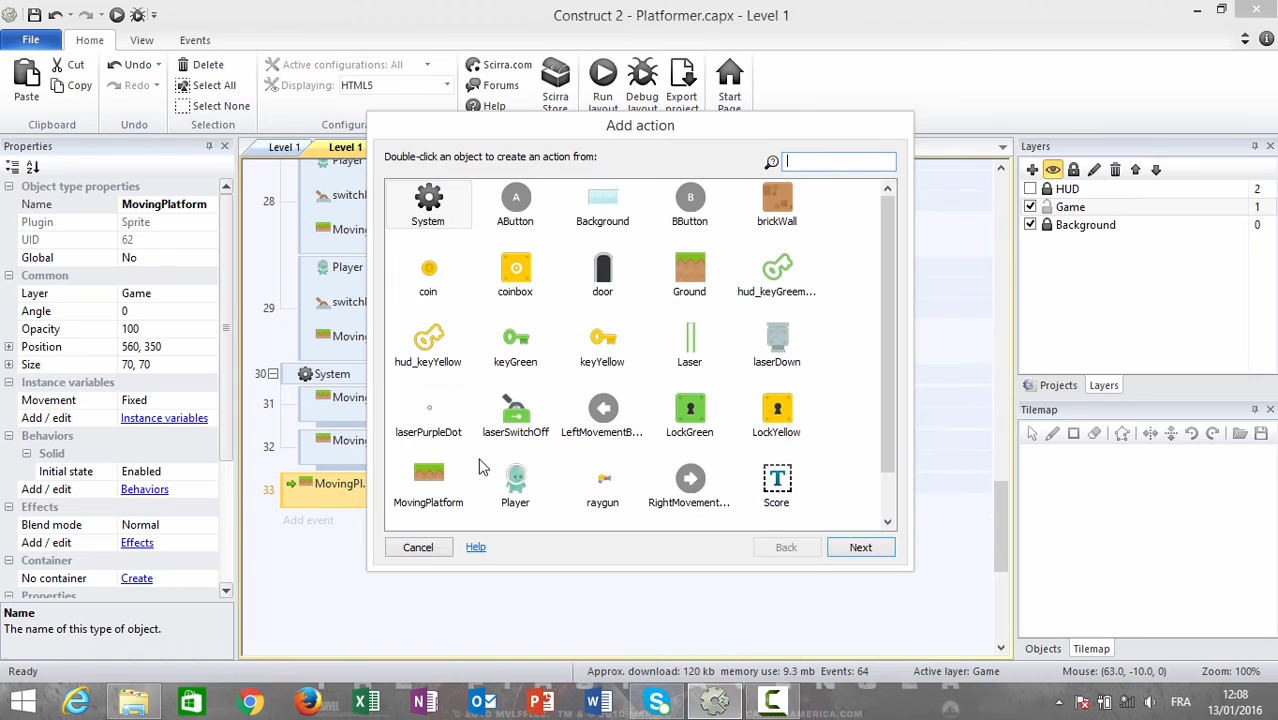 Construct 2 - Platformer.capx - Level 1
File
Home
View
Events
Paste
Cut
Copy
Clipboard
Undo
Redo
Undo
Delete
Select All
Select None
Selection
Active configurations: All
Displaying: HTML5
Scirra.com
Forums
Help
Scirra Store
Run layout
Debug layout
Export project
Start Page
Properties
Object type properties
Name MovingPlatform
Plugin Sprite
UID 62
Global No
Common
Layer Game
Angle 0
Opacity 100
Position 560, 350
Size 70, 70
Instance variables
Movement Fixed
Add / edit Instance variables
Behaviors
Solid
Initial state Enabled
Add / edit Behaviors
Effects
Blend mode Normal
Add / edit Effects
Container
No container Create
Properties
Name
The name of this type of object.
Level 1
Level 1
Player
28
switchl
Moving
Player
29
switchl
Moving
30 System
31 Moving
32 Moving
33 MovingPl.
Add event
Add action
Double-click an object to create an action from:
System
AButton
Background
BButton
brickWall
coin
coinbox
door
Ground
hud_keyGreem...
hud_keyYellow
keyGreen
keyYellow
Laser
laserDown
laserPurpleDot
laserSwitchOff
LeftMovementB...
LockGreen
LockYellow
MovingPlatform
Player
raygun
RightMovement...
Score
Cancel
Help
Back
Next
Layers
HUD 2
Game 1
Background 0
Projects
Layers
Tilemap
Objects
Tilemap
Ready
Approx. download: 120 kb memory use: 9.3 mb Events: 64
Active layer: Game
Mouse: (63.0, -10.0, 0)
Zoom: 100%
FRA
12:08
13/01/2016